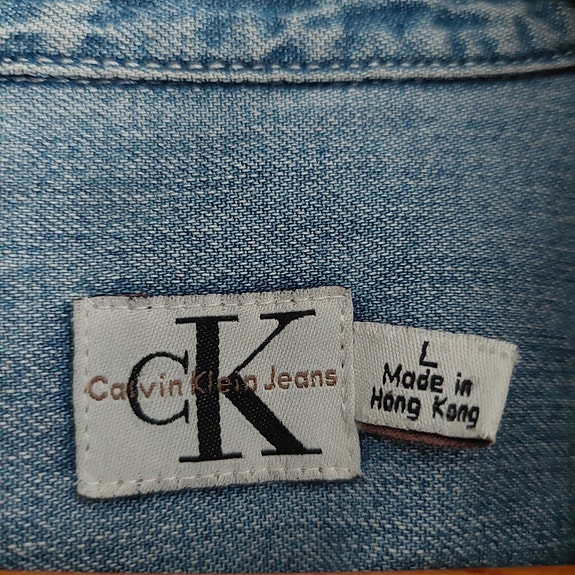 CK
Calvin Klein Jeans
L
Made in
Hong Kong